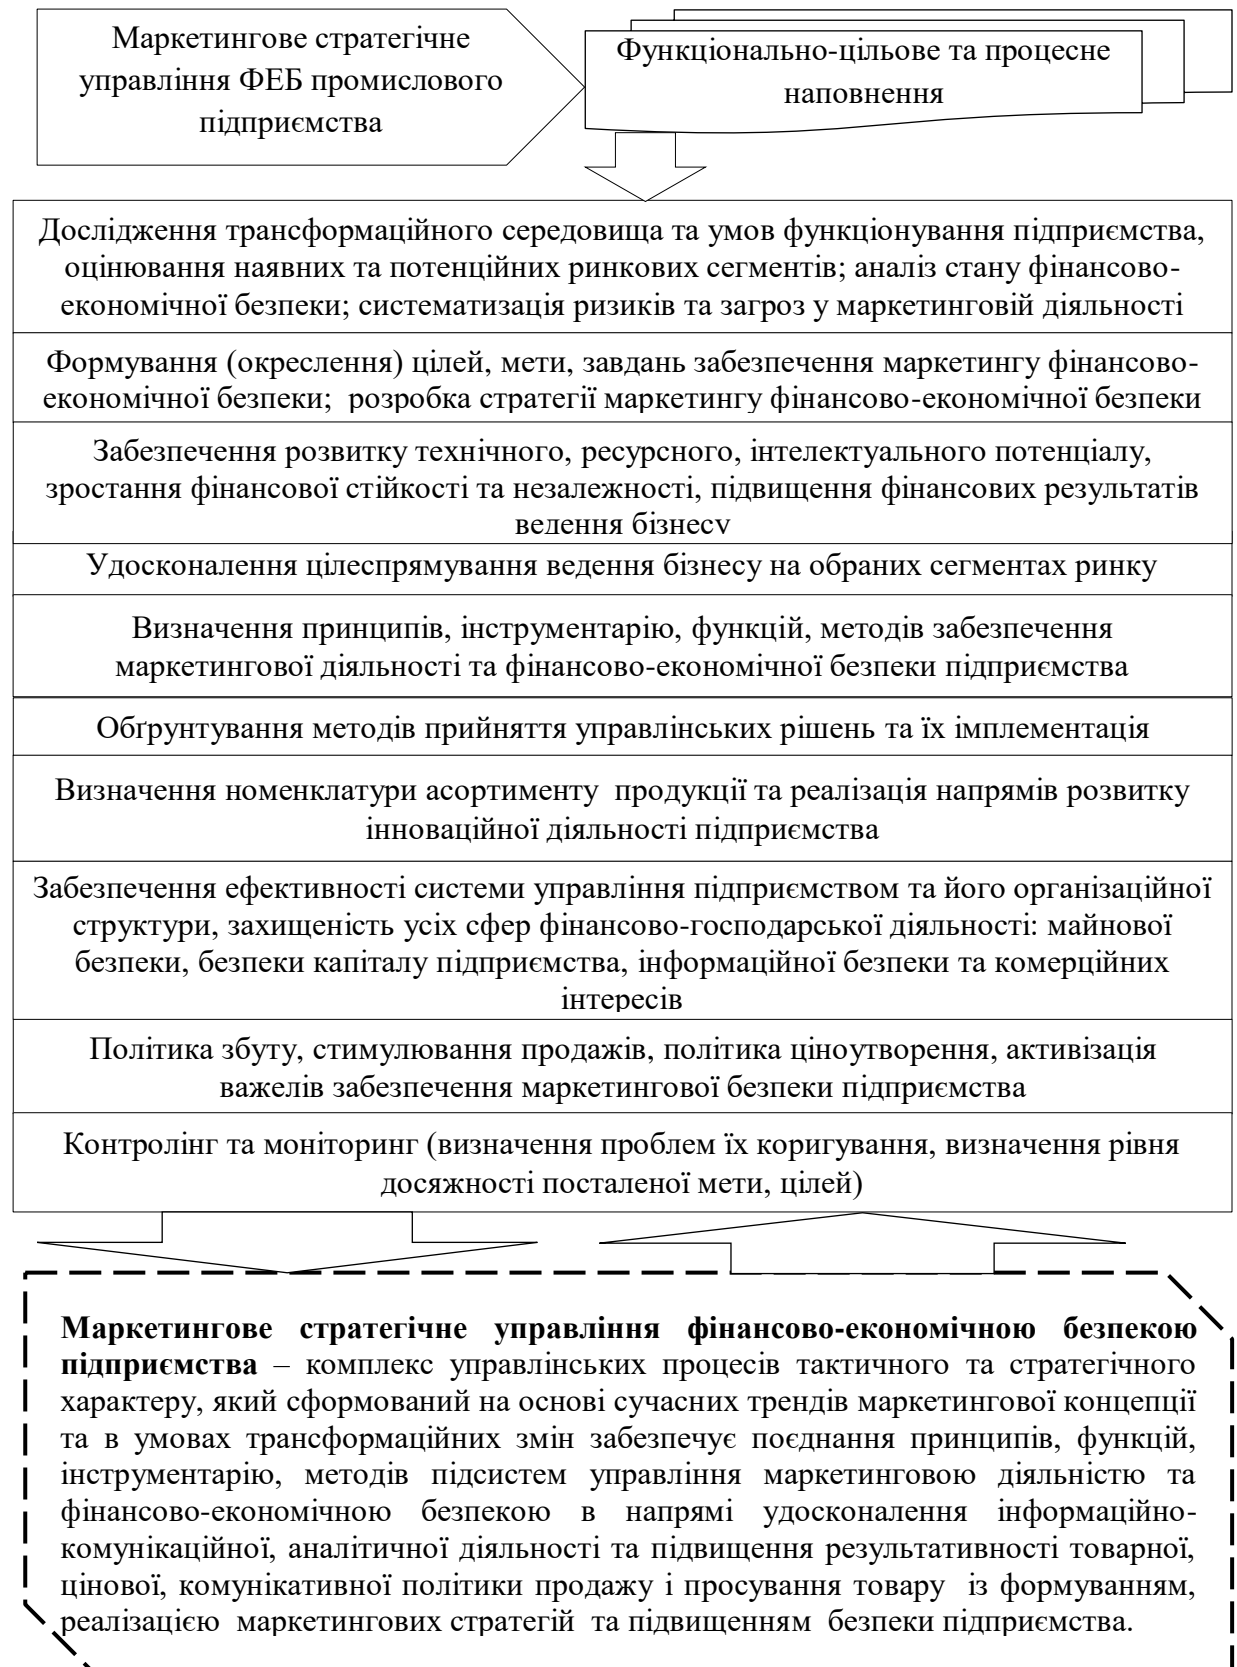 Маркетингове стратегічне
управління ФЕБ промислового
підприємства
Функціонально-цільове та процесне
наповнення
Дослідження трансформаційного середовища та умов функціонування підприємства,
оцінювання наявних та потенційних ринкових сегментів; аналіз стану фінансово-
економічної безпеки; систематизація ризиків та загроз у маркетинговій діяльності
Формування (окреслення) цілей, мети, завдань забезпечення маркетингу фінансово-
економічної безпеки;  розробка стратегії маркетингу фінансово-економічної безпеки
Забезпечення розвитку технічного, ресурсного, інтелектуального потенціалу,
зростання фінансової стійкості та незалежності, підвищення фінансових результатів
ведення бізнесу
Удосконалення цілеспрямування ведення бізнесу на обраних сегментах ринку
Визначення принципів, інструментарію, функцій, методів забезпечення
маркетингової діяльності та фінансово-економічної безпеки підприємства
Обґрунтування методів прийняття управлінських рішень та їх імплементація
Визначення номенклатури асортименту  продукції та реалізація напрямів розвитку
інноваційної діяльності підприємства
Забезпечення ефективності системи управління підприємством та його організаційної
структури, захищеність усіх сфер фінансово-господарської діяльності: майнової
безпеки, безпеки капіталу підприємства, інформаційної безпеки та комерційних
інтересів
Політика збуту, стимулювання продажів, політика ціноутворення, активізація
важелів забезпечення маркетингової безпеки підприємства
Контролінг та моніторинг (визначення проблем їх коригування, визначення рівня
досяжності посталеної мети, цілей)
Маркетингове стратегічне управління фінансово-економічною безпекою
підприємства – комплекс управлінських процесів тактичного та стратегічного
характеру, який сформований на основі сучасних трендів маркетингової концепції
та в умовах трансформаційних змін забезпечує поєднання принципів, функцій,
інструментарію, методів підсистем управління маркетинговою діяльністю та
фінансово-економічною безпекою в напрямі удосконалення інформаційно-
комунікаційної, аналітичної діяльності та підвищення результативності товарної,
цінової, комунікативної політики продажу і просування товару  із формуванням,
реалізацією  маркетингових стратегій  та підвищенням  безпеки підприємства.